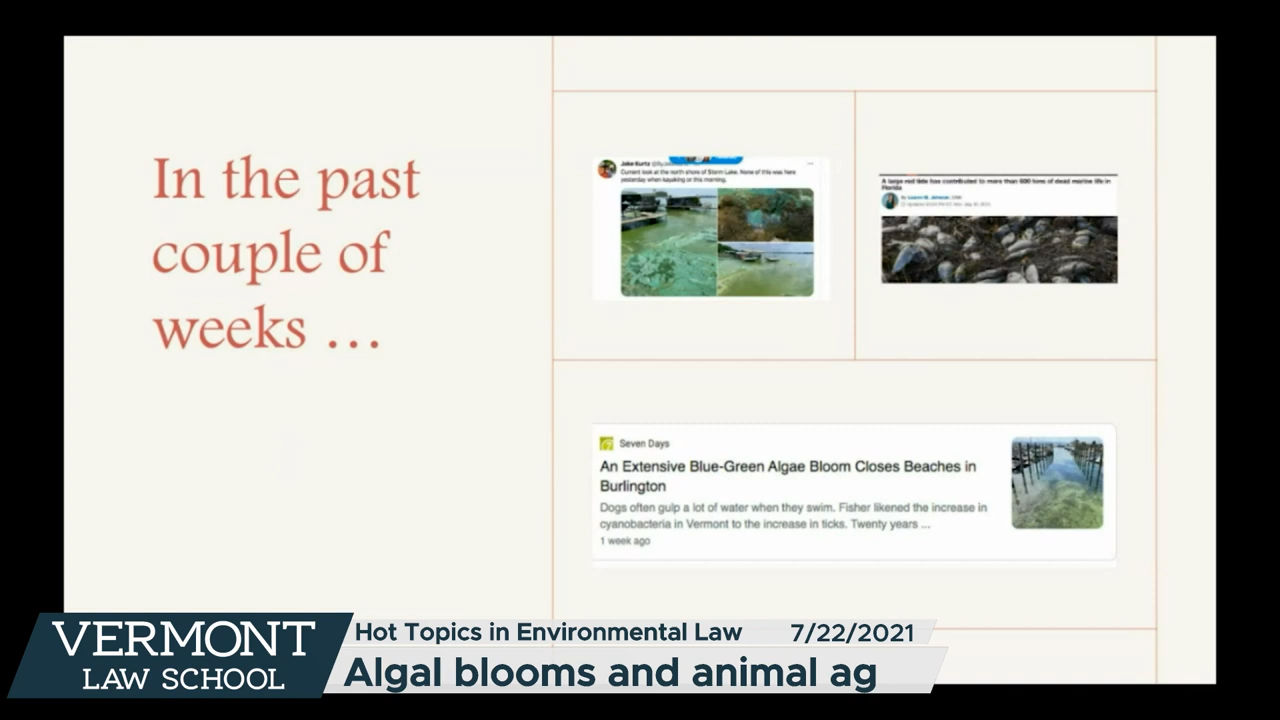 In the past
couple of
weeks ...
Jake Kurtz
Current look at the north shore of Storm Lake. None of this was here
yesterday when kayaking or this morning.
A large red tide has contributed to more than 600 tons of dead marine life in
Florida
By
Seven Days
An Extensive Blue-Green Algae Bloom Closes Beaches in
Burlington
Dogs often gulp a lot of water when they swim. Fisher likened the increase in
cyanobacteria in Vermont to the increase in ticks. Twenty years ...
1 week ago
VERMONT
LAW SCHOOL
Hot Topics in Environmental Law 7/22/2021
Algal blooms and animal ag